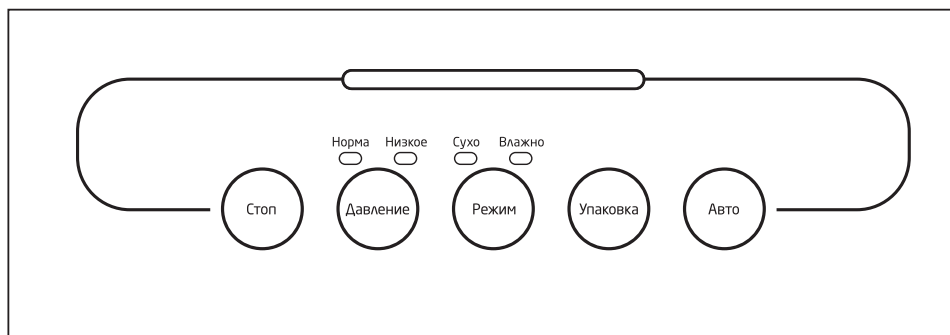 Норма Низкое Сухо Влажно
Стоп Давление Режим Упаковка Авто